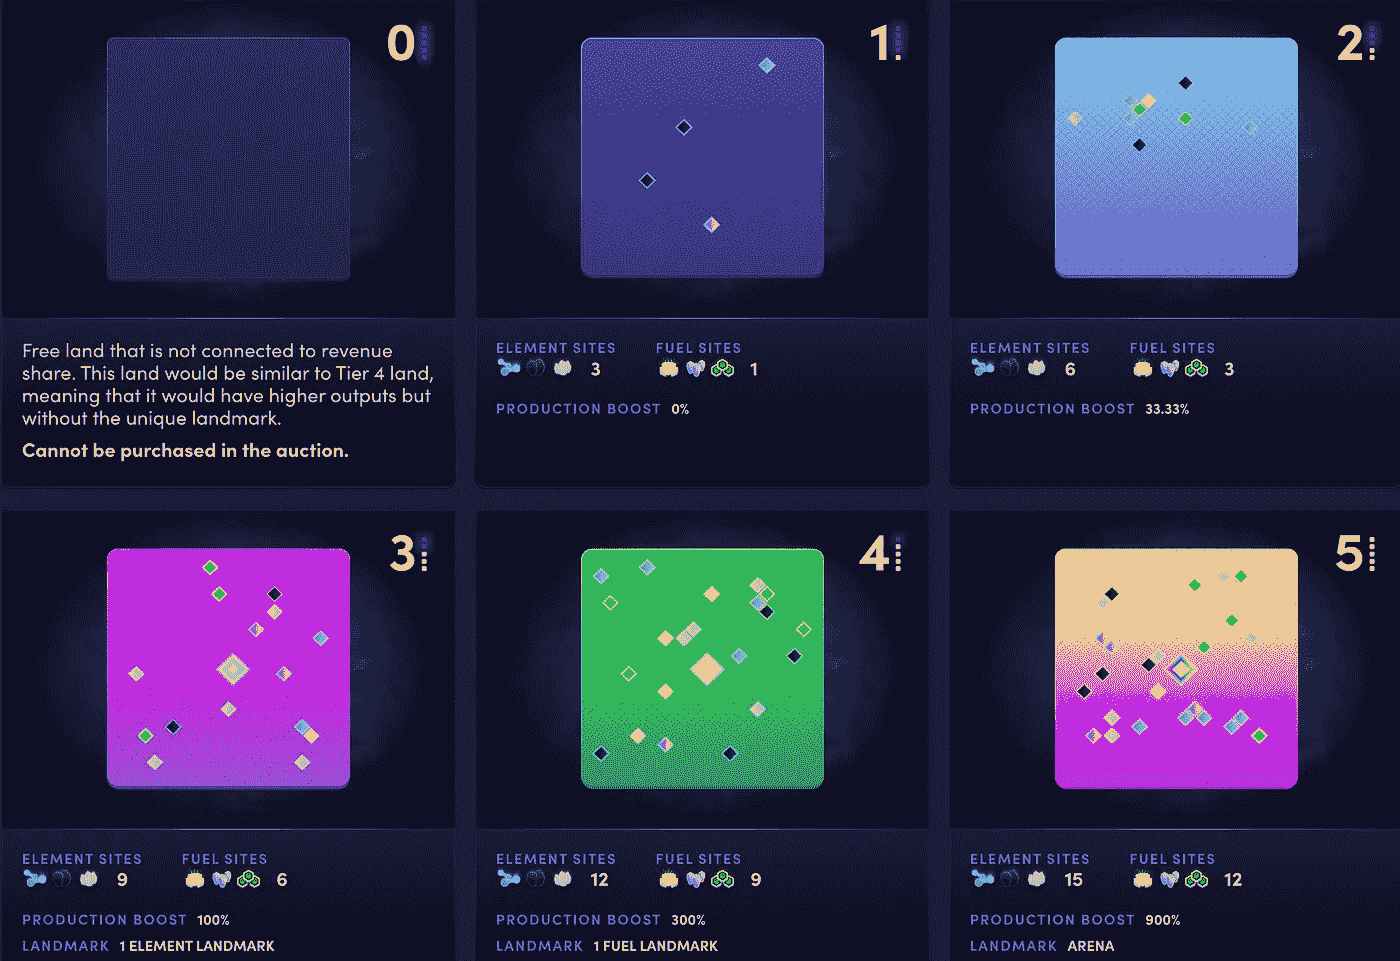 0
Free land that is not connected to revenue
share. This land would be similar to Tier 4 land,
meaning that it would have higher outputs but
without the unique landmark.
Cannot be purchased in the auction.
1
ELEMENT SITES FUEL SITES
3 1
PRODUCTION BOOST 0%
2
ELEMENT SITES FUEL SITES
6 3
PRODUCTION BOOST 33.33%
3
ELEMENT SITES FUEL SITES
9 6
PRODUCTION BOOST 100%
LANDMARK 1 ELEMENT LANDMARK
4
ELEMENT SITES FUEL SITES
12 9
PRODUCTION BOOST 300%
LANDMARK 1 FUEL LANDMARK
5
ELEMENT SITES FUEL SITES
15 12
PRODUCTION BOOST 900%
LANDMARK ARENA